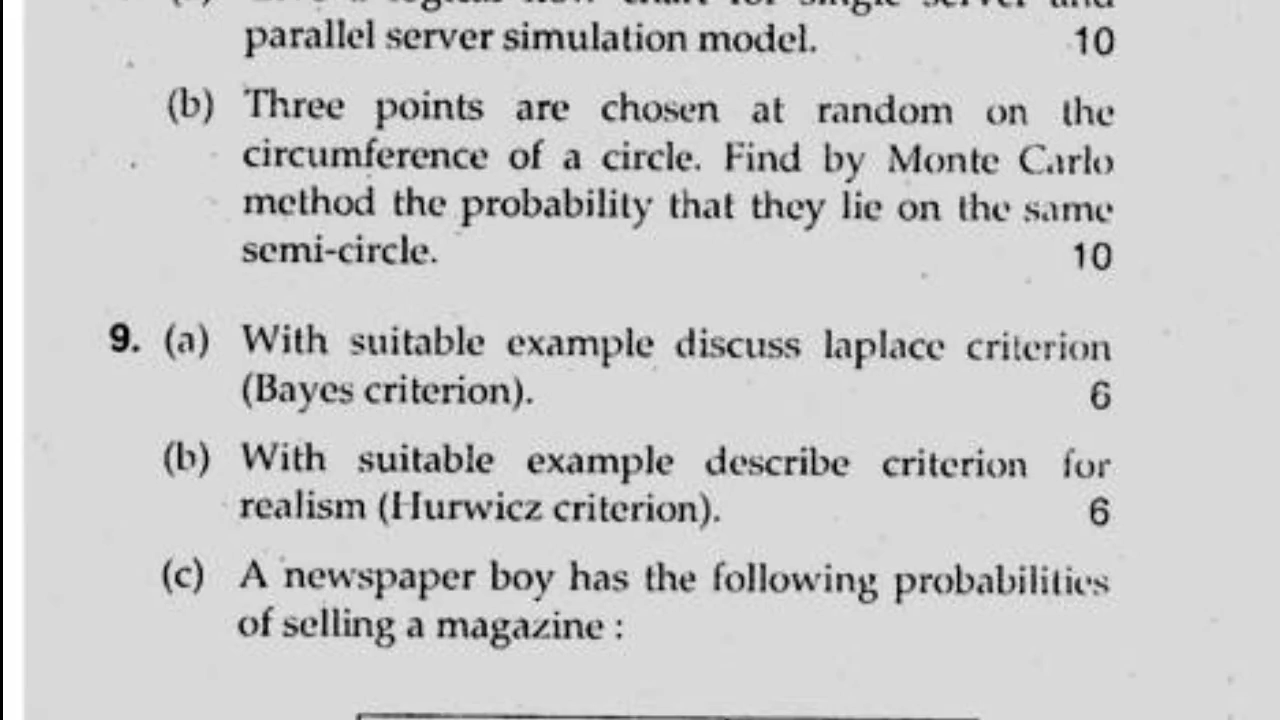 parallel server simulation model. 10
(b) Three points are chosen at random on the
circumference of a circle. Find by Monte Carlo
method the probability that they lie on the same
semi-circle. 10
9. (a) With suitable example discuss laplace criterion
(Bayes criterion). 6
(b) With suitable example describe criterion for
realism (Hurwicz criterion). 6
(c) A newspaper boy has the following probabilities
of selling a magazine :